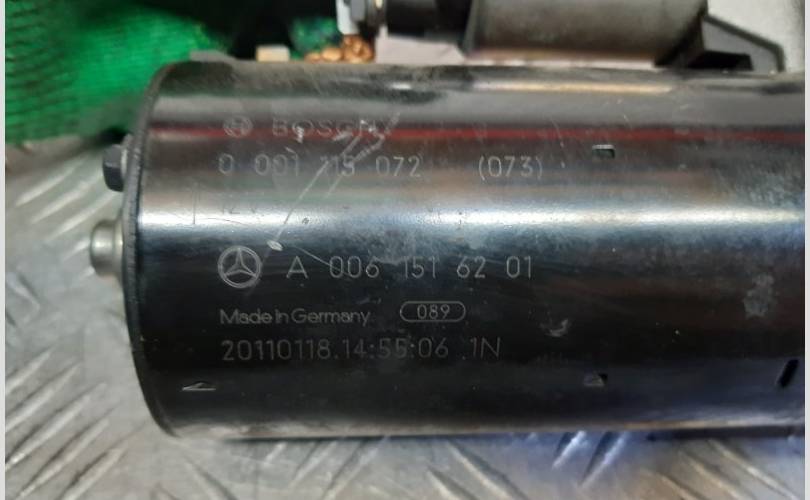 BOSCH
0 001 115 072 (073)
12V
A 006 151 62 01
Made in Germany 089
20110118.14:55:06 1N